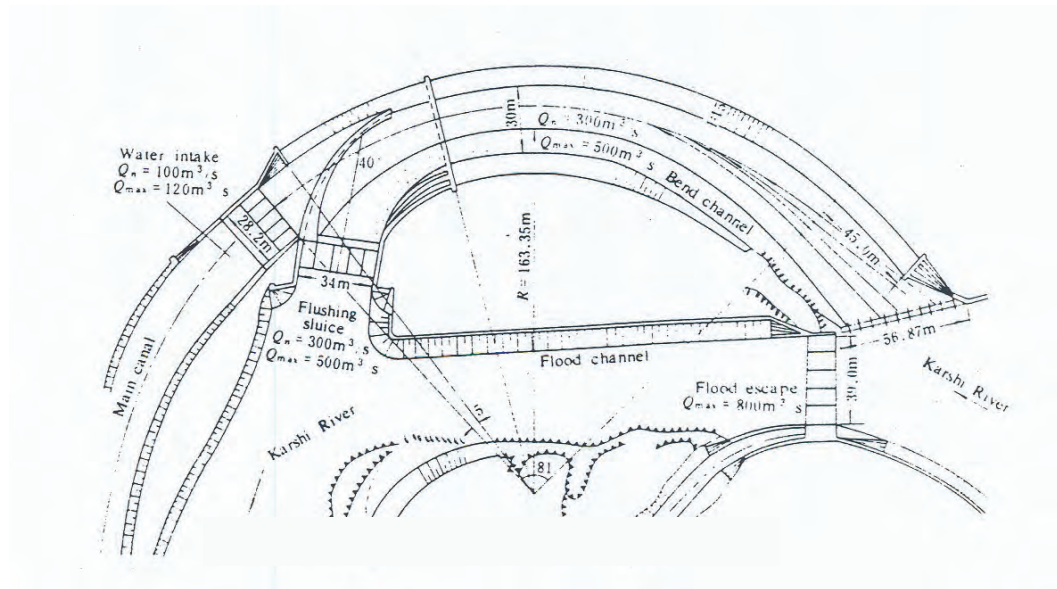 Water intake
Qn = 100m³/s
Qmax = 120m³ s
28.2m
40°
30m
Qn = 300m³ s
Qmax = 500m³ s
Bend channel
45.0m
R = 163.35m
34m
Flushing
sluice
Qn = 300m³/s
Qmax = 500m³ s
Main canal
Flood channel
56.87m
Flood escape
Qmax = 800m³ s
39.0m
Karshi River
Karshi River
81